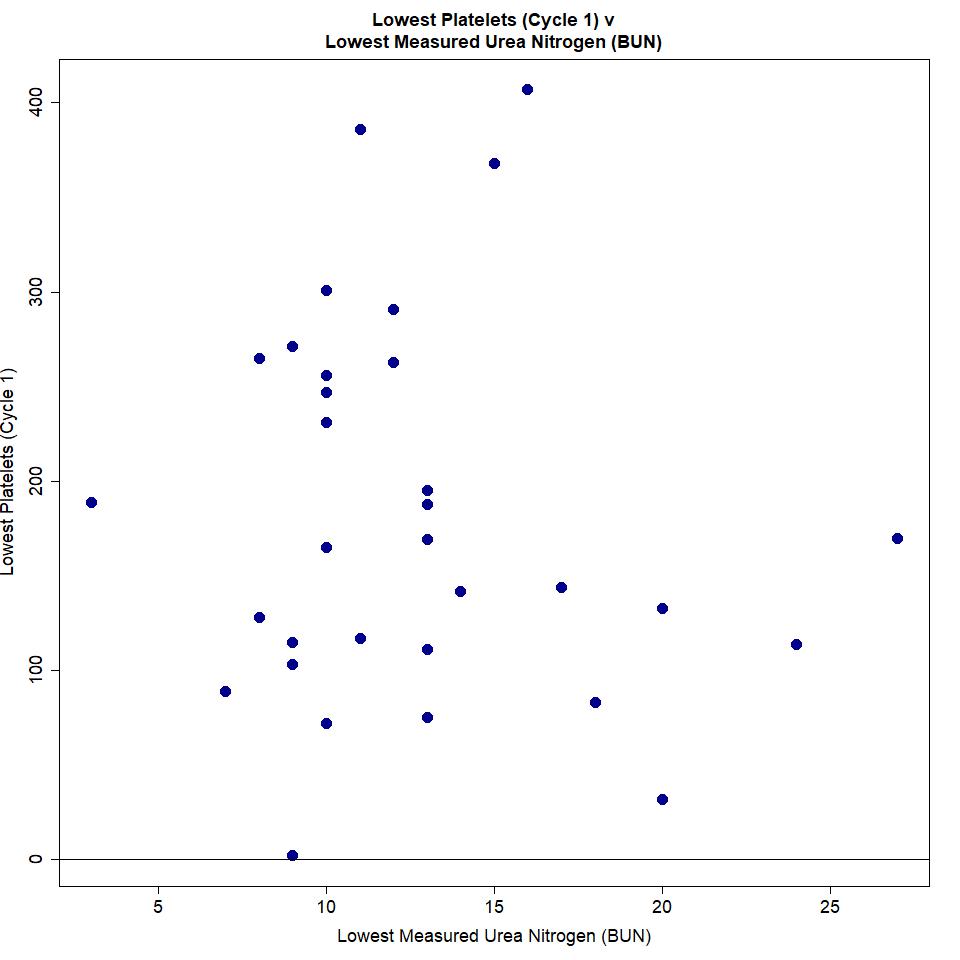 Lowest Platelets (Cycle 1) v
Lowest Measured Urea Nitrogen (BUN)
Lowest Platelets (Cycle 1)
400
300
200
100
0
5
10
15
20
25
Lowest Measured Urea Nitrogen (BUN)